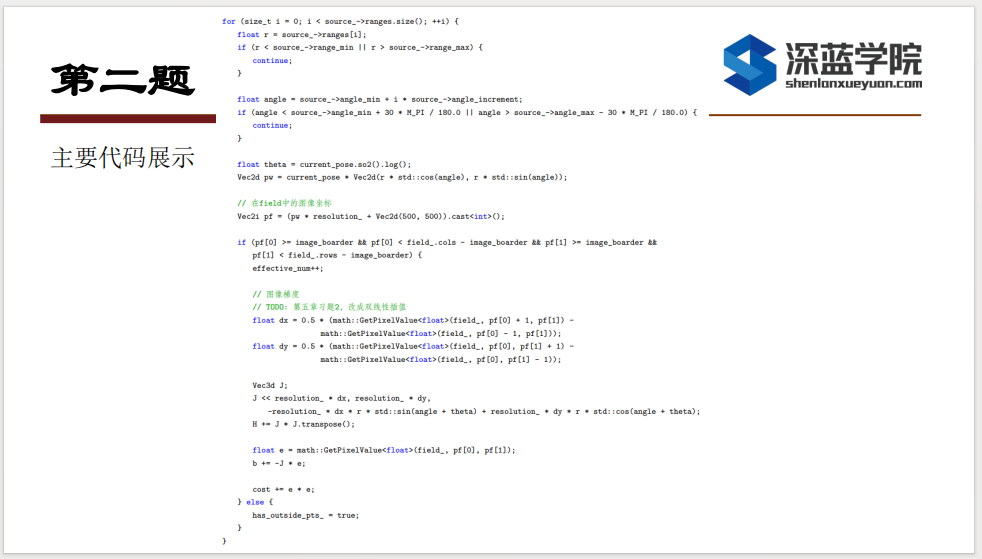 第二题
主要代码展示
深蓝学院
shenlanxueyuan.com
for (size_t i = 0; i < source_->ranges.size(); ++i) {
float r = source_->ranges[i];
if (r < source_->range_min || r > source_->range_max) {
continue;
}
float angle = source_->angle_min + i * source_->angle_increment;
if (angle < source_->angle_min + 30 * M_PI / 180.0 || angle > source_->angle_max - 30 * M_PI / 180.0) {
continue;
}
float theta = current_pose.so2().log();
Vec2d pw = current_pose * Vec2d(r * std::cos(angle), r * std::sin(angle));
// 在field中的图像坐标
Vec2i pf = (pw * resolution_ + Vec2d(500, 500)).cast<int>();
if (pf[0] >= image_boarder && pf[0] < field_.cols - image_boarder && pf[1] >= image_boarder &&
pf[1] < field_.rows - image_boarder) {
effective_num++;
// 图像梯度
// TODO: 第五章习题2, 改成双线性插值
float dx = 0.5 * (math::GetPixelValue<float>(field_, pf[0] + 1, pf[1]) -
math::GetPixelValue<float>(field_, pf[0] - 1, pf[1]));
float dy = 0.5 * (math::GetPixelValue<float>(field_, pf[0], pf[1] + 1) -
math::GetPixelValue<float>(field_, pf[0], pf[1] - 1));
Vec3d J;
J << resolution_ * dx, resolution_ * dy,
-resolution_ * dx * r * std::sin(angle + theta) + resolution_ * dy * r * std::cos(angle + theta);
H += J * J.transpose();
float e = math::GetPixelValue<float>(field_, pf[0], pf[1]);
b += -J * e;
cost += e * e;
} else {
has_outside_pts_ = true;
}
}